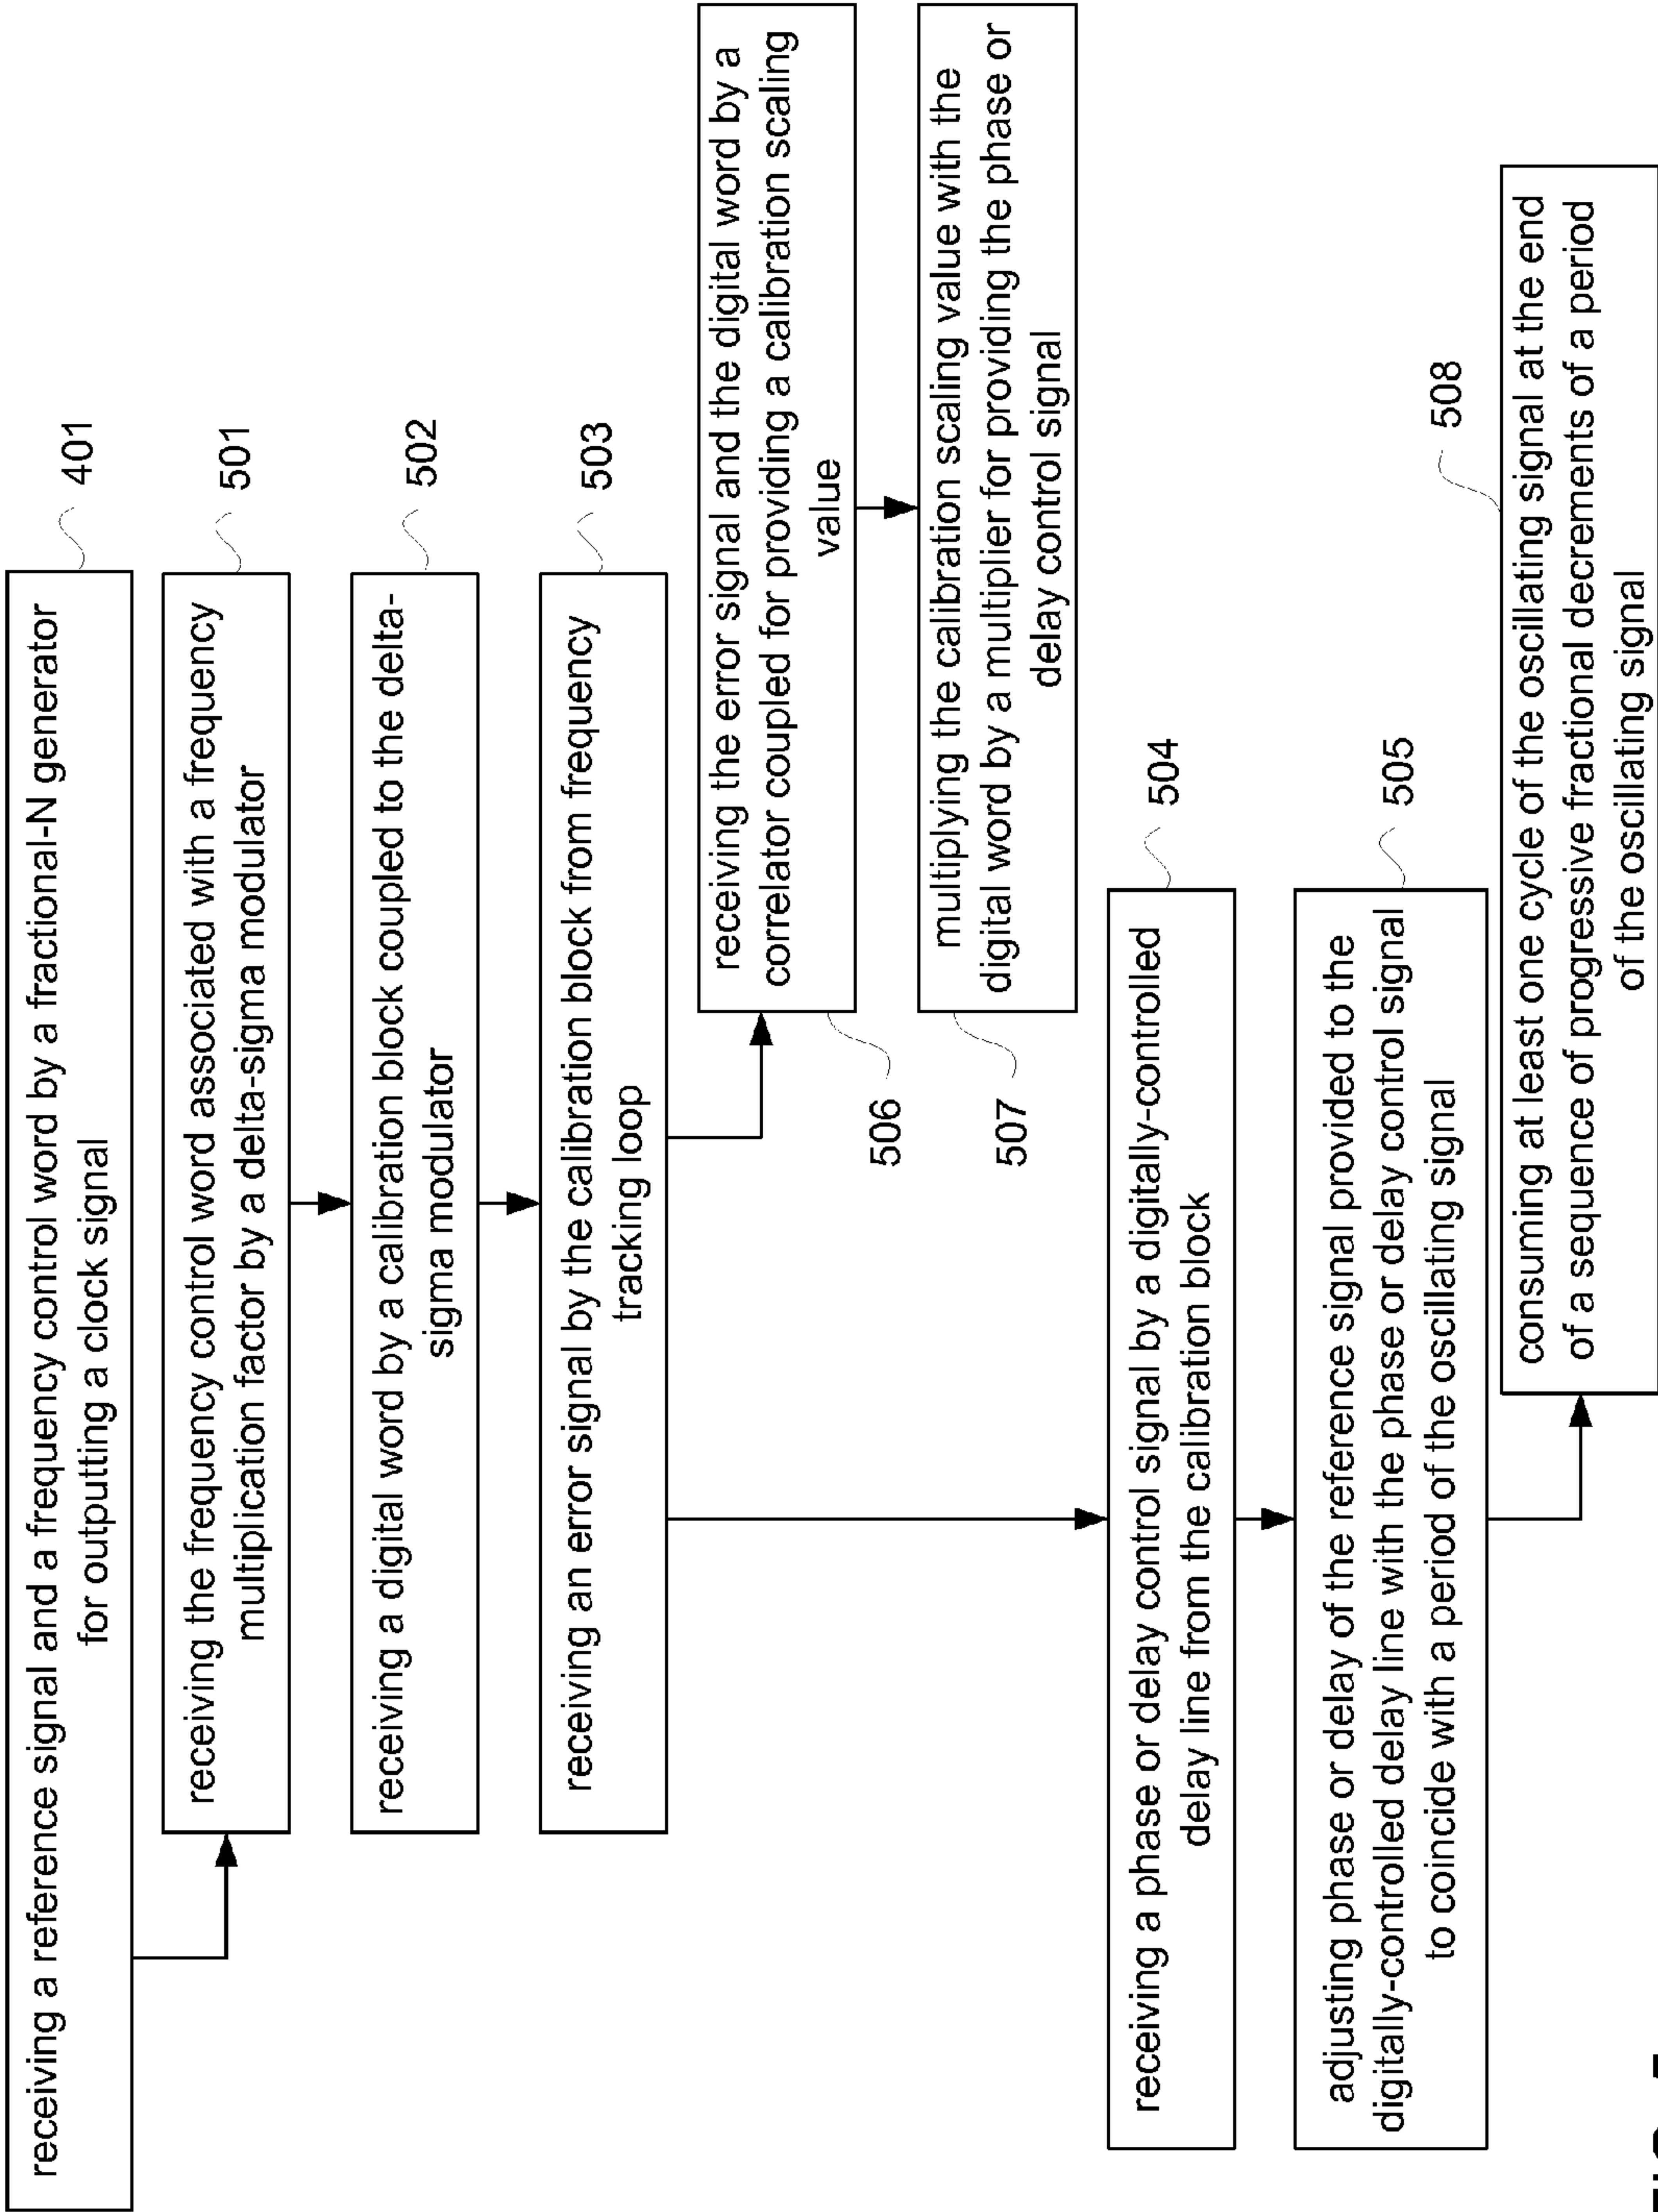 receiving a reference signal and a frequency control word by a fractional-N generator
for outputting a clock signal
401
receiving the frequency control word associated with a frequency
multiplication factor by a delta-sigma modulator
501
receiving a digital word by a calibration block coupled to the delta-
sigma modulator
502
receiving an error signal by the calibration block from frequency
tracking loop
503
receiving the error signal and the digital word by a
correlator coupled for providing a calibration scaling
value
506
multiplying the calibration scaling value with the
digital word by a multiplier for providing the phase or
delay control signal
507
receiving a phase or delay control signal by a digitally-controlled
delay line from the calibration block
504
adjusting phase or delay of the reference signal provided to the
digitally-controlled delay line with the phase or delay control signal
to coincide with a period of the oscillating signal
505
consuming at least one cycle of the oscillating signal at the end
of a sequence of progressive fractional decrements of a period
of the oscillating signal
508